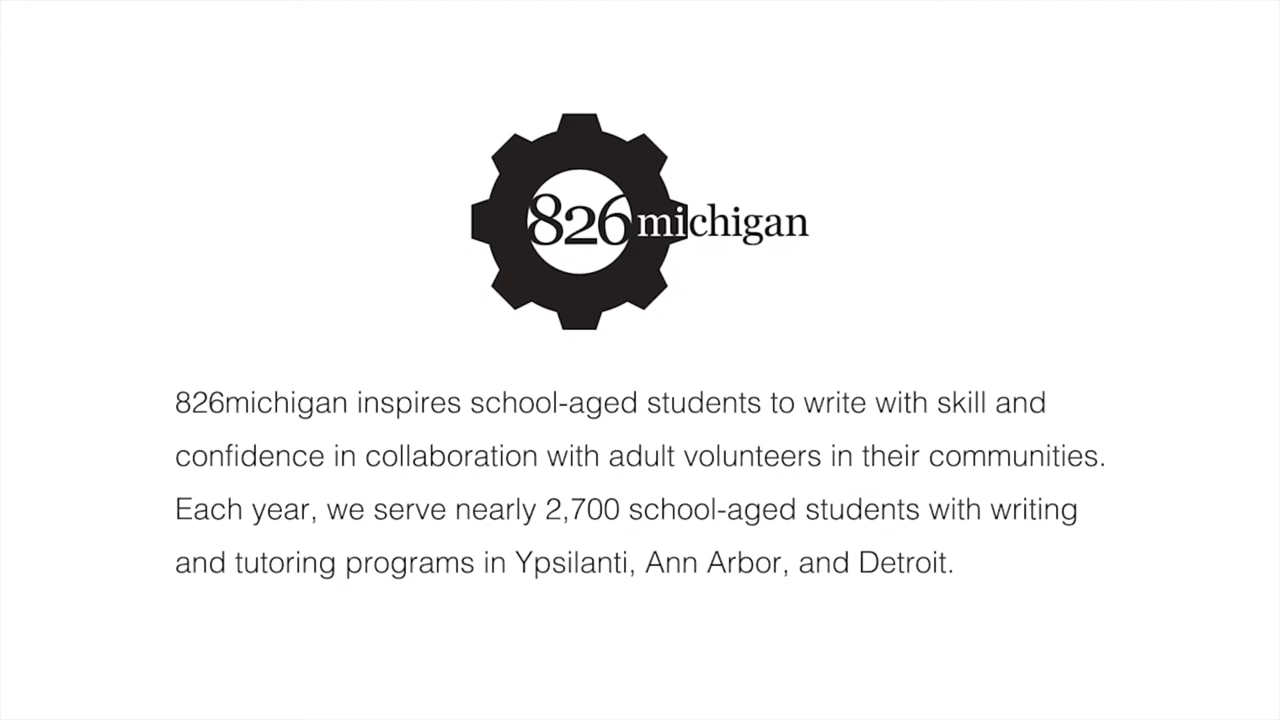 826michigan
826michigan inspires school-aged students to write with skill and
confidence in collaboration with adult volunteers in their communities.
Each year, we serve nearly 2,700 school-aged students with writing
and tutoring programs in Ypsilanti, Ann Arbor, and Detroit.